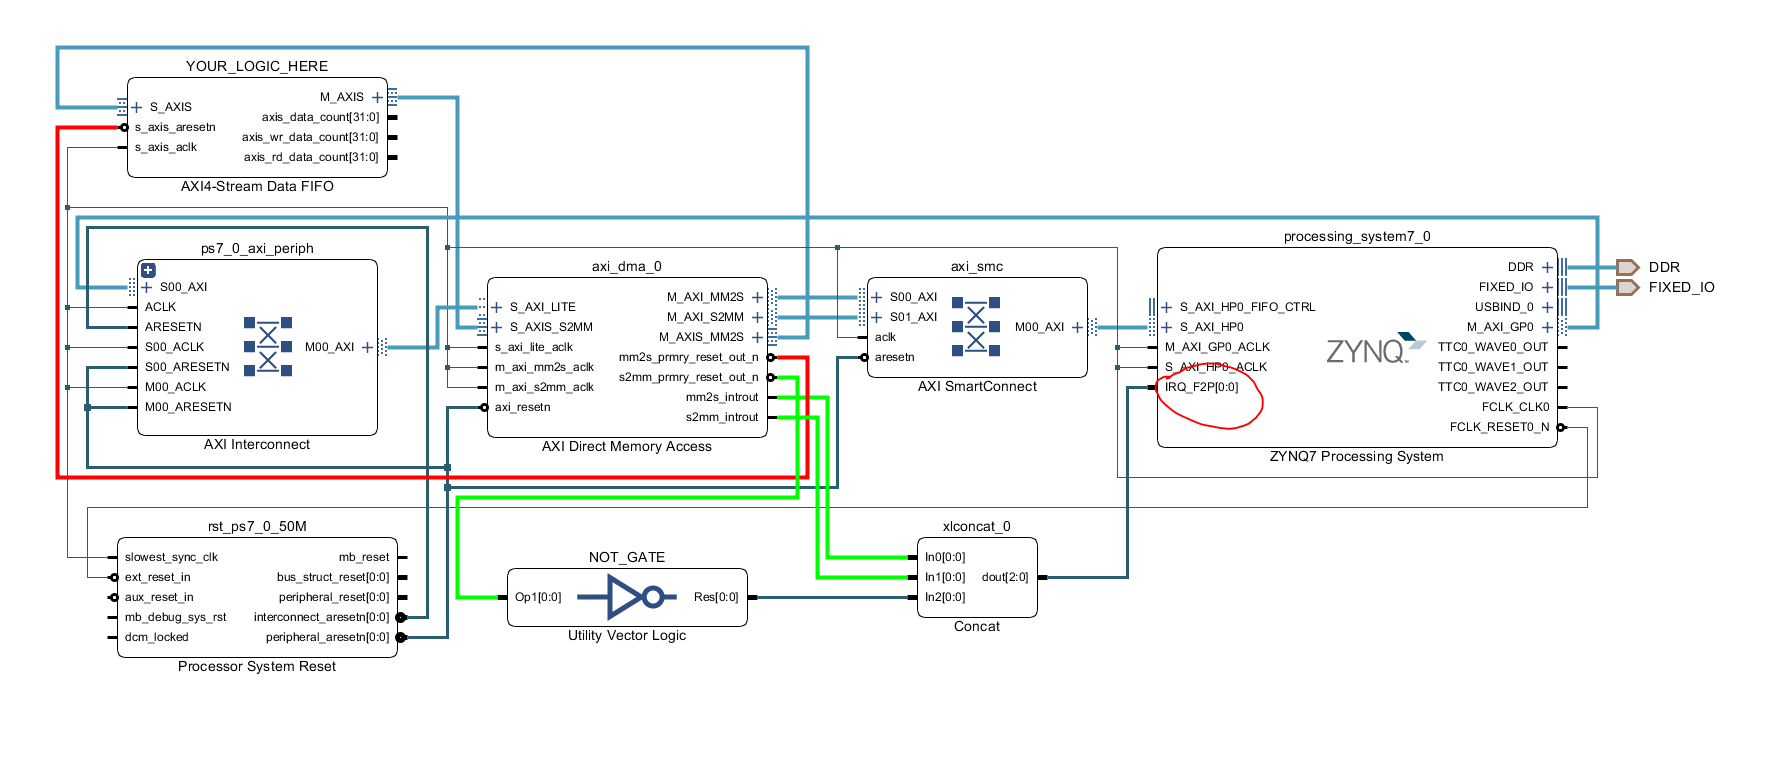 YOUR_LOGIC_HERE
S_AXIS
s_axis_aresetn
s_axis_aclk
M_AXIS
axis_data_count[31:0]
axis_wr_data_count[31:0]
axis_rd_data_count[31:0]
AXI4-Stream Data FIFO
ps7_0_axi_periph
S00_AXI
ACLK
ARESETN
S00_ACLK
S00_ARESETN
M00_ACLK
M00_ARESETN
M00_AXI
AXI Interconnect
axi_dma_0
S_AXI_LITE
S_AXIS_S2MM
s_axi_lite_aclk
m_axi_mm2s_aclk
m_axi_s2mm_aclk
axi_resetn
M_AXI_MM2S
M_AXI_S2MM
M_AXIS_MM2S
mm2s_prmry_reset_out_n
s2mm_prmry_reset_out_n
mm2s_introut
s2mm_introut
AXI Direct Memory Access
axi_smc
S00_AXI
S01_AXI
aclk
aresetn
M00_AXI
AXI SmartConnect
processing_system7_0
S_AXI_HP0_FIFO_CTRL
S_AXI_HP0
M_AXI_GP0_ACLK
S_AXI_HP0_ACLK
IRQ_F2P[0:0]
ZYNQ
DDR
FIXED_IO
USBIND_0
M_AXI_GP0
TTC0_WAVE0_OUT
TTC0_WAVE1_OUT
TTC0_WAVE2_OUT
FCLK_CLK0
FCLK_RESET0_N
ZYNQ7 Processing System
DDR
FIXED_IO
rst_ps7_0_50M
slowest_sync_clk
ext_reset_in
aux_reset_in
mb_debug_sys_rst
dcm_locked
mb_reset
bus_struct_reset[0:0]
peripheral_reset[0:0]
interconnect_aresetn[0:0]
peripheral_aresetn[0:0]
Processor System Reset
NOT_GATE
Op1[0:0]
Res[0:0]
Utility Vector Logic
xlconcat_0
In0[0:0]
In1[0:0]
In2[0:0]
dout[2:0]
Concat